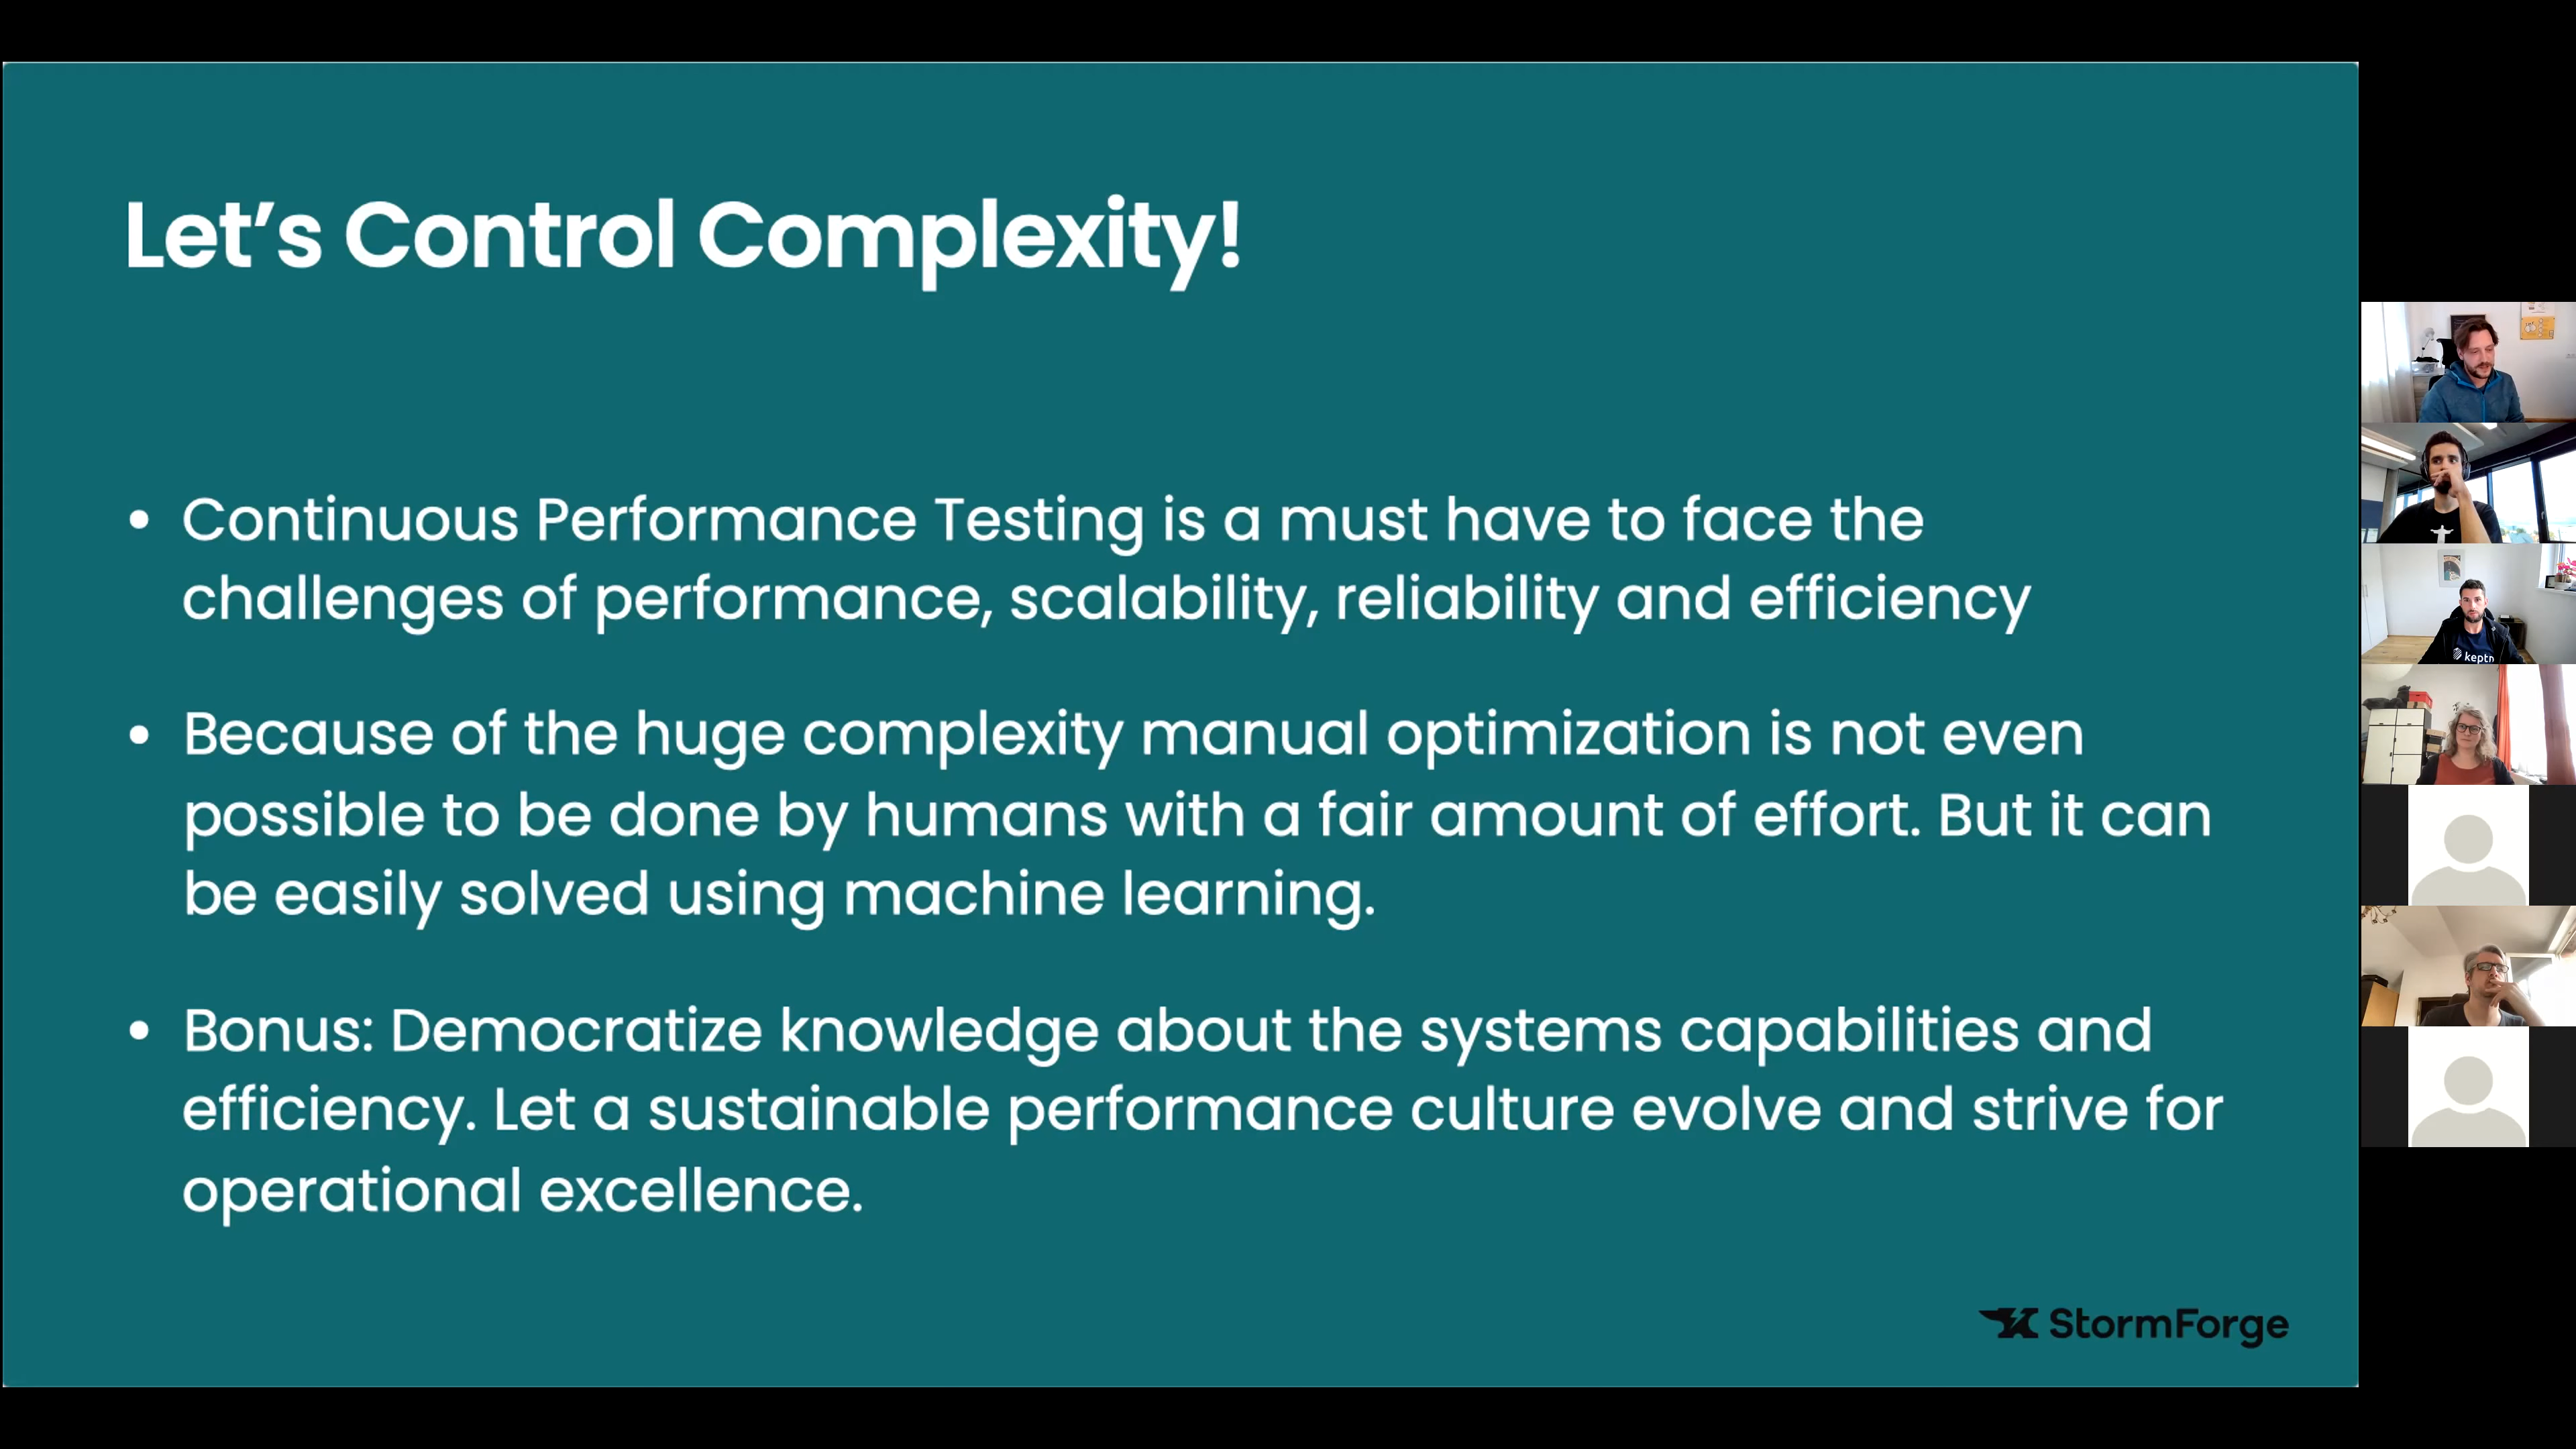 Let’s Control Complexity!
• Continuous Performance Testing is a must have to face the
challenges of performance, scalability, reliability and efficiency
• Because of the huge complexity manual optimization is not even
possible to be done by humans with a fair amount of effort. But it can
be easily solved using machine learning.
• Bonus: Democratize knowledge about the systems capabilities and
efficiency. Let a sustainable performance culture evolve and strive for
operational excellence.
StormForge
keptn